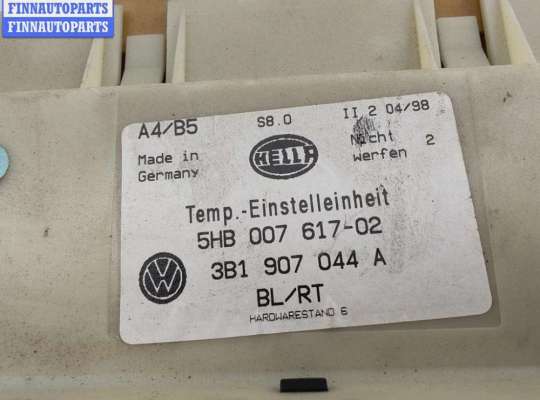 FINNAUTOPARTS
FINNAUTOPARTS
A4/B5 S8.0 II 2 04/98
Made in Germany
HELLA
Nicht werfen 2
Temp.-Einstelleinheit
5HB 007 617-02
VW
3B1 907 044 A
BL/RT
HARDWARESTAND 6